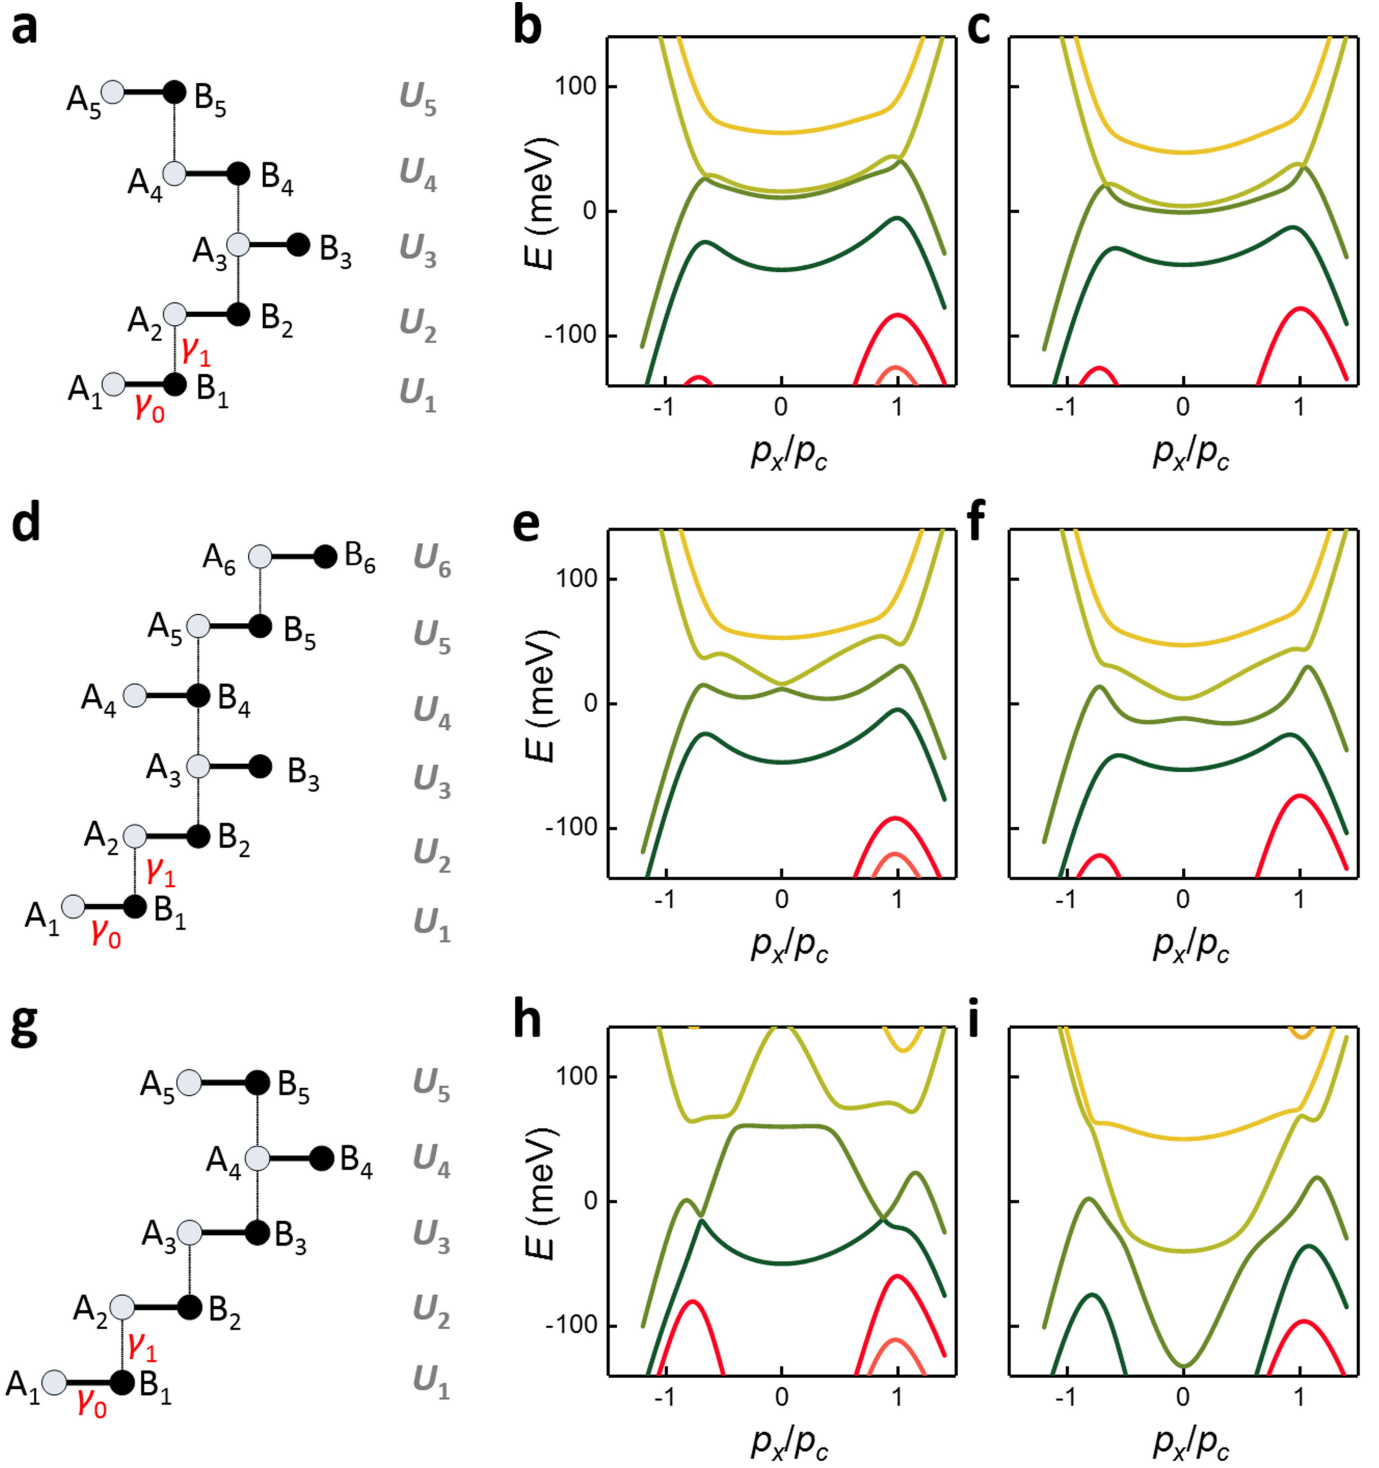 a
A5 B5 U5
A4 B4 U4
A3 B3 U3
A2 B2 U2
γ1
A1 B1 U1
γ0
b
100
0
-100
E (meV)
-1 0 1
px/pc
c
-1 0 1
px/pc
d
A6 B6 U6
A5 B5 U5
A4 B4 U4
A3 B3 U3
A2 B2 U2
γ1
A1 B1 U1
γ0
e
100
0
-100
E (meV)
-1 0 1
px/pc
f
-1 0 1
px/pc
g
A5 B5 U5
A4 B4 U4
A3 B3 U3
A2 B2 U2
γ1
A1 B1 U1
γ0
h
100
0
-100
E (meV)
-1 0 1
px/pc
i
-1 0 1
px/pc